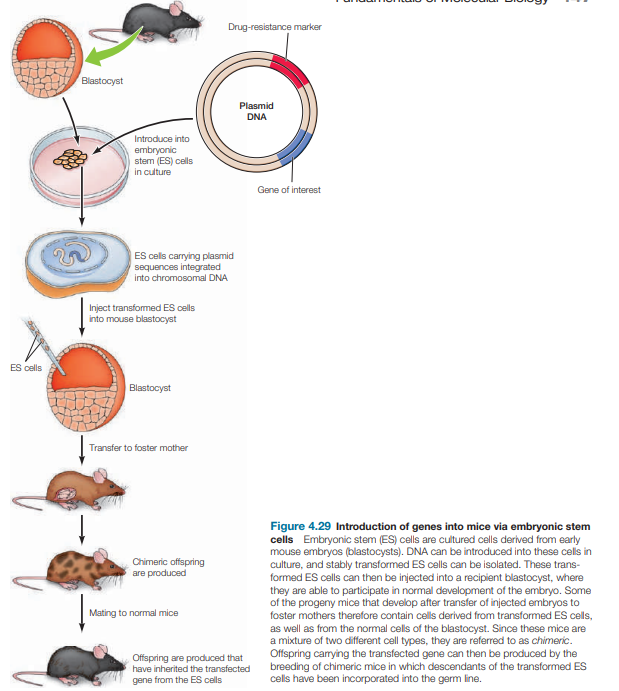 Drug-resistance marker
Blastocyst
Plasmid
DNA
Introduce into
embryonic
stem (ES) cells
in culture
Gene of interest
ES cells carrying plasmid
sequences integrated
into chromosomal DNA
Inject transformed ES cells
into mouse blastocyst
ES cells
Blastocyst
Transfer to foster mother
Chimeric offspring
are produced
Mating to normal mice
Offspring are produced that
have inherited the transfected
gene from the ES cells
Figure 4.29 Introduction of genes into mice via embryonic stem
cells Embryonic stem (ES) cells are cultured cells derived from early
mouse embryos (blastocysts). DNA can be introduced into these cells in
culture, and stably transformed ES cells can be isolated. These trans-
formed ES cells can then be injected into a recipient blastocyst, where
they are able to participate in normal development of the embryo. Some
of the progeny mice that develop after transfer of injected embryos to
foster mothers therefore contain cells derived from transformed ES cells,
as well as from the normal cells of the blastocyst. Since these mice are
a mixture of two different cell types, they are referred to as chimeric.
Offspring carrying the transfected gene can then be produced by the
breeding of chimeric mice in which descendants of the transformed ES
cells have been incorporated into the germ line.